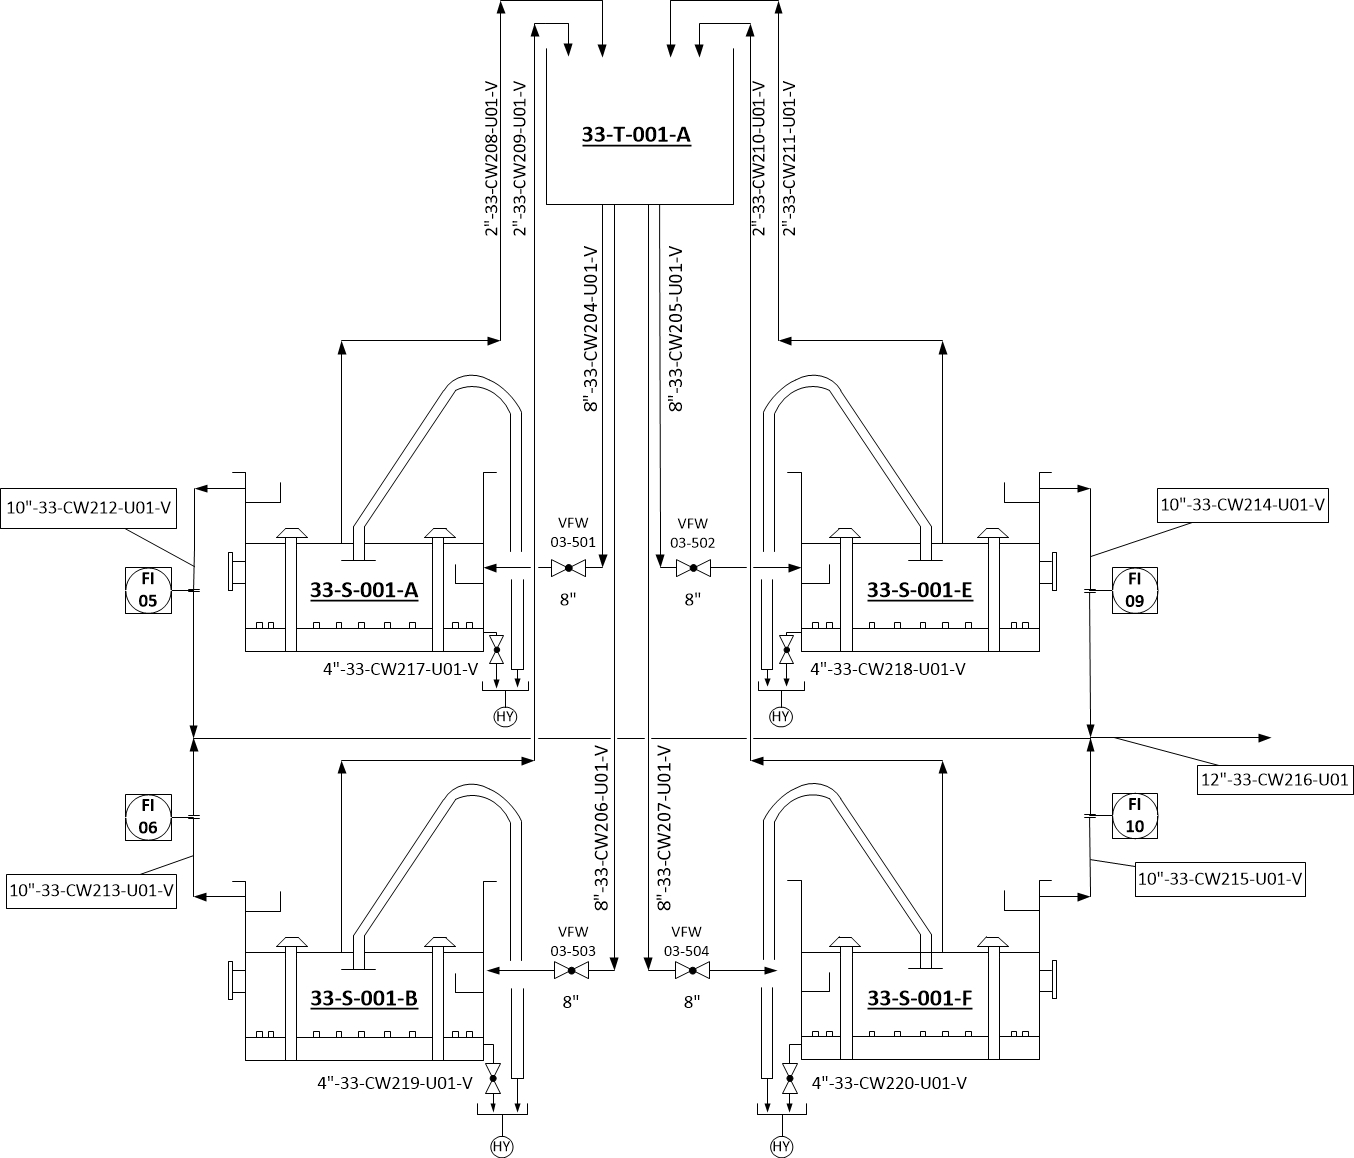 2"-33-CW208-U01-V
2"-33-CW209-U01-V
33-T-001-A
2"-33-CW210-U01-V
2"-33-CW211-U01-V
8"-33-CW204-U01-V
8"-33-CW205-U01-V
10"-33-CW212-U01-V
10"-33-CW214-U01-V
VFW
03-501
VFW
03-502
FI
05
33-S-001-A
8"
8"
33-S-001-E
FI
09
4"-33-CW217-U01-V
4"-33-CW218-U01-V
HY
HY
12"-33-CW216-U01
FI
06
8"-33-CW206-U01-V
8"-33-CW207-U01-V
FI
10
10"-33-CW213-U01-V
10"-33-CW215-U01-V
VFW
03-503
VFW
03-504
33-S-001-B
8"
8"
33-S-001-F
4"-33-CW219-U01-V
4"-33-CW220-U01-V
HY
HY